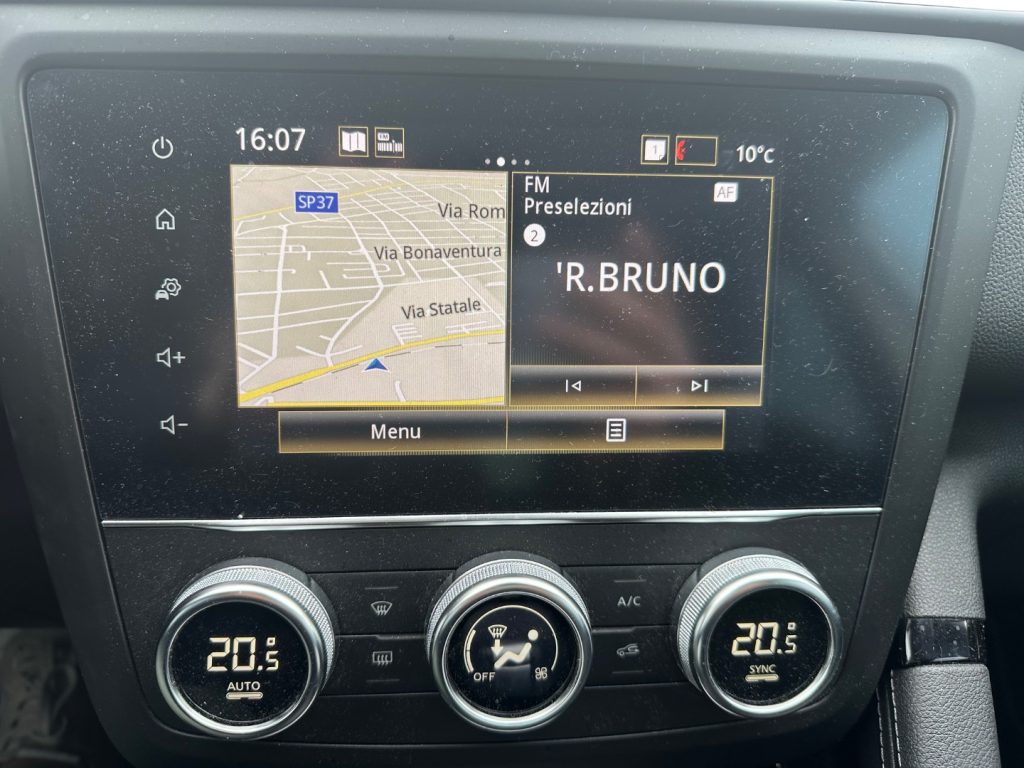 16:07
1
10°C
SP37
Via Rom
Via Bonaventura
Via Statale
FM
AF
Preselezioni
2
'R.BRUNO
Menu
A/C
20.5°
AUTO
OFF
20.5°
SYNC